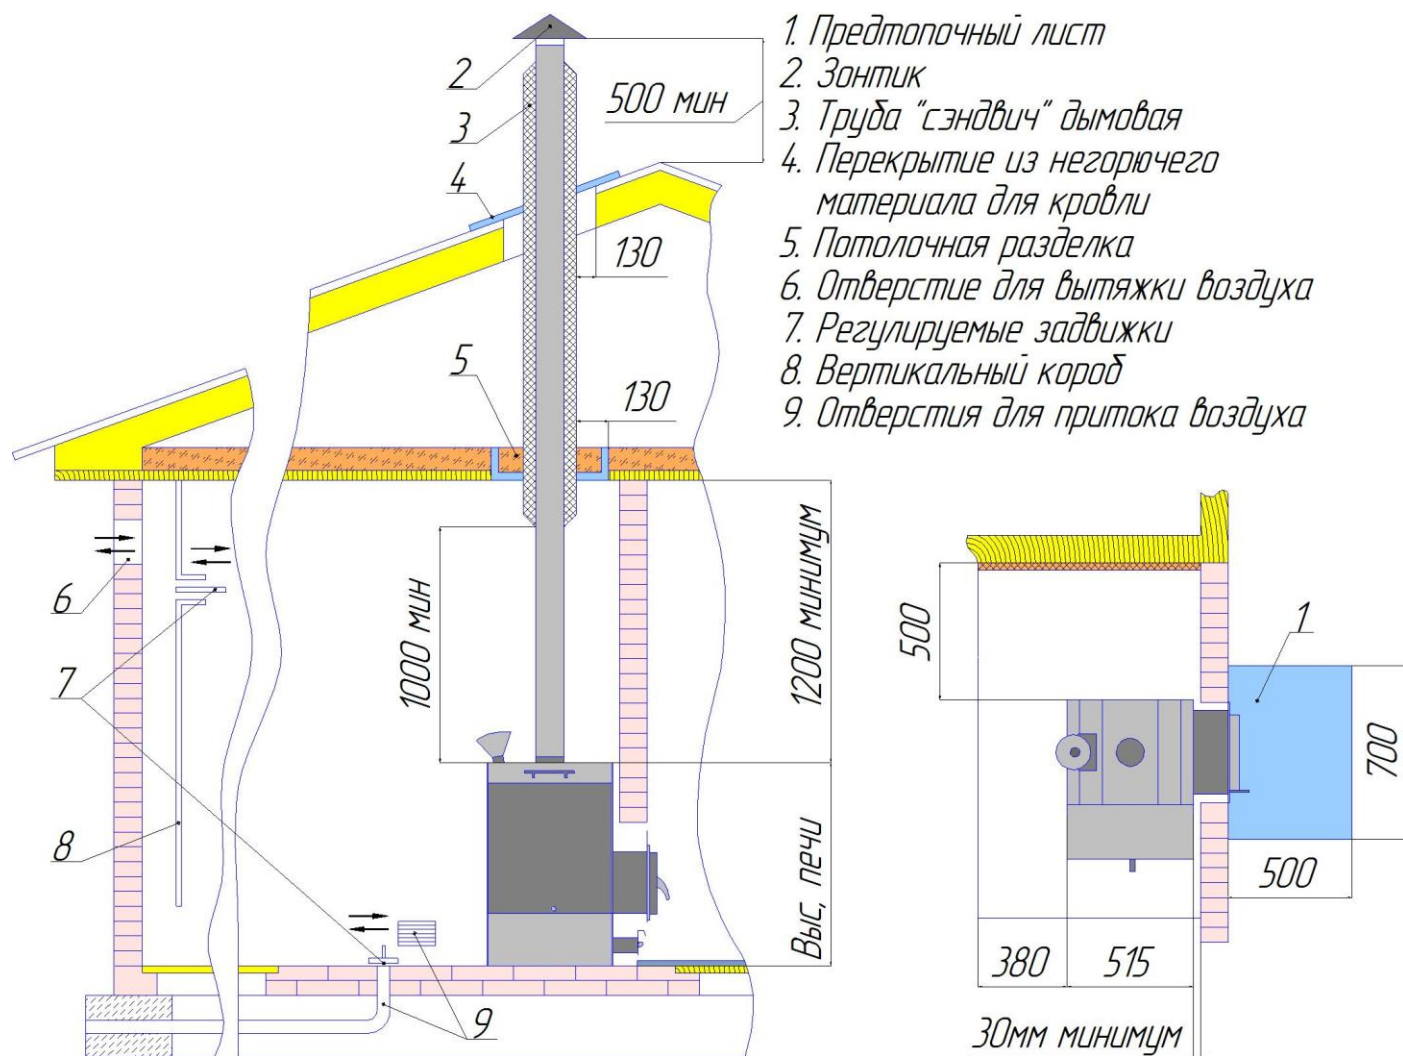 1. Предтопочный лист
2. Зонтик
3. Труба "сэндвич" дымовая
4. Перекрытие из негорючего
материала для кровли
5. Потолочная разделка
6. Отверстие для вытяжки воздуха
7. Регулируемые задвижки
8. Вертикальный короб
9. Отверстия для притока воздуха
2
3
500 мин
4
130
5
130
6
1000 мин
1200 минимум
7
8
Выс, печи
9
500
1
700
500
380
515
30мм минимум